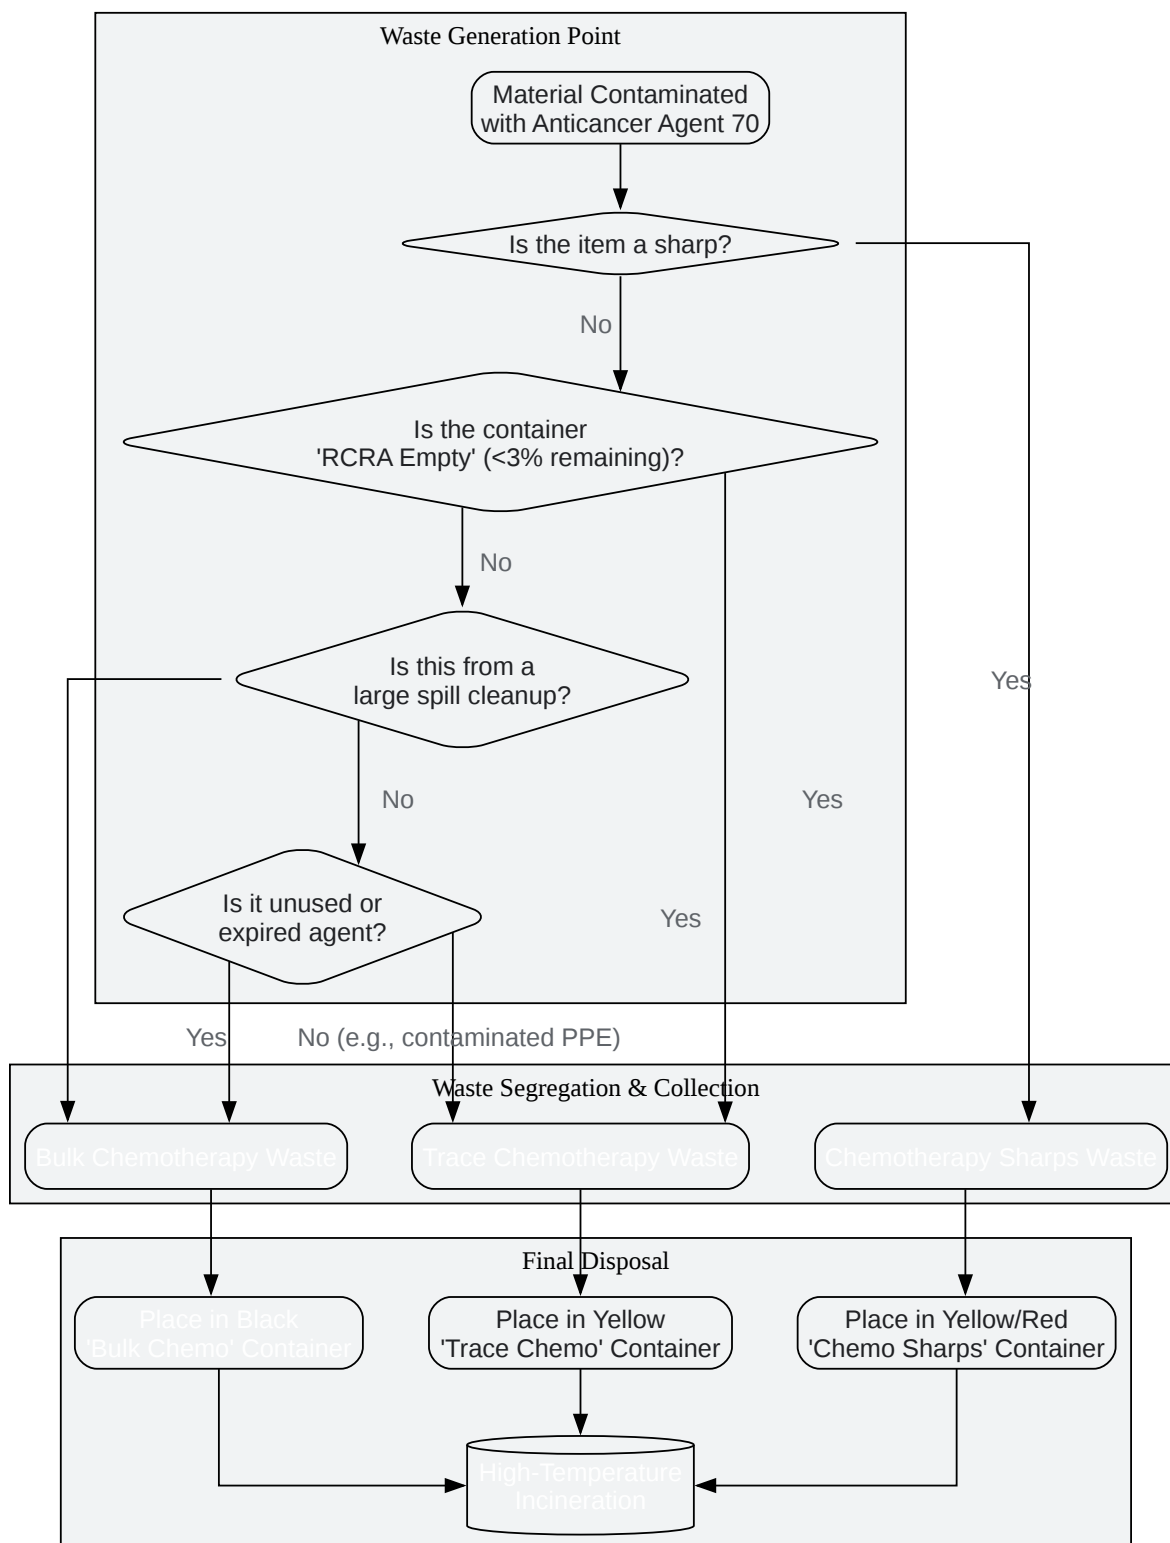 Waste Generation Point
Material Contaminated
with Anticancer Agent 70
Is the item a sharp?
No
Is the container
'RCRA Empty' (<3% remaining)?
No
Is this from a
large spill cleanup?
Yes
No
Yes
Is it unused or
expired agent?
Yes
Yes
No (e.g., contaminated PPE)
Waste Segregation & Collection
Bulk Chemotherapy Waste
Trace Chemotherapy Waste
Chemotherapy Sharps Waste
Final Disposal
Place in Black
'Bulk Chemo' Container
Place in Yellow
'Trace Chemo' Container
Place in Yellow/Red
'Chemo Sharps' Container
High-Temperature
Incineration